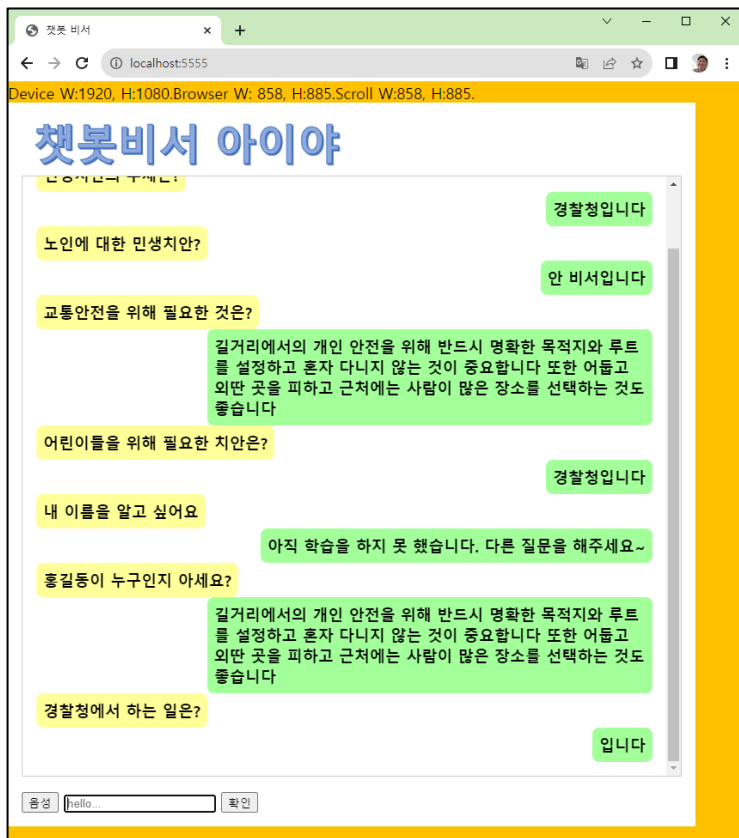 챗봇 비서
localhost:5555
Device W:1920, H:1080.Browser W: 858, H:885.Scroll W:858, H:885.
챗봇비서 아이야
경찰청입니다
노인에 대한 민생치안?
안 비서입니다
교통안전을 위해 필요한 것은?
길거리에서의 개인 안전을 위해 반드시 명확한 목적지와 루트
를 설정하고 혼자 다니지 않는 것이 중요합니다 또한 어둡고
외딴 곳을 피하고 근처에는 사람이 많은 장소를 선택하는 것도
좋습니다
어린이들을 위해 필요한 치안은?
경찰청입니다
내 이름을 알고 싶어요
아직 학습을 하지 못 했습니다. 다른 질문을 해주세요~
홍길동이 누구인지 아세요?
길거리에서의 개인 안전을 위해 반드시 명확한 목적지와 루트
를 설정하고 혼자 다니지 않는 것이 중요합니다 또한 어둡고
외딴 곳을 피하고 근처에는 사람이 많은 장소를 선택하는 것도
좋습니다
경찰청에서 하는 일은?
입니다
음성 hello... 확인